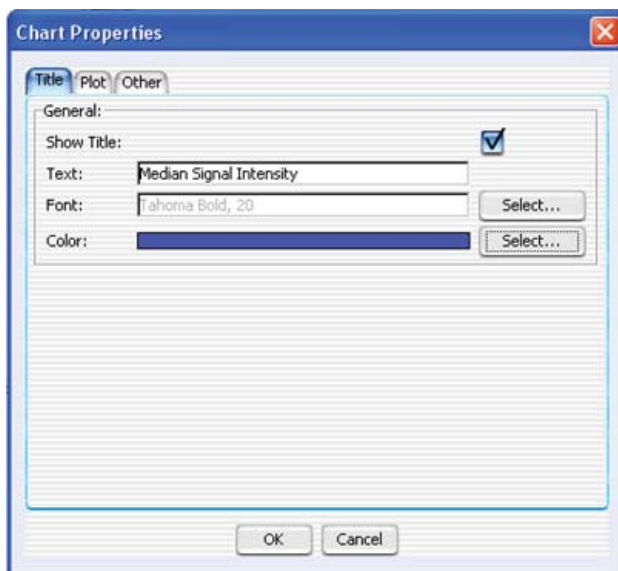 Chart Properties
Title Plot Other
General:
Show Title:
Text: Median Signal Intensity
Font: Tahoma Bold, 20 Select...
Color: Select...
OK Cancel